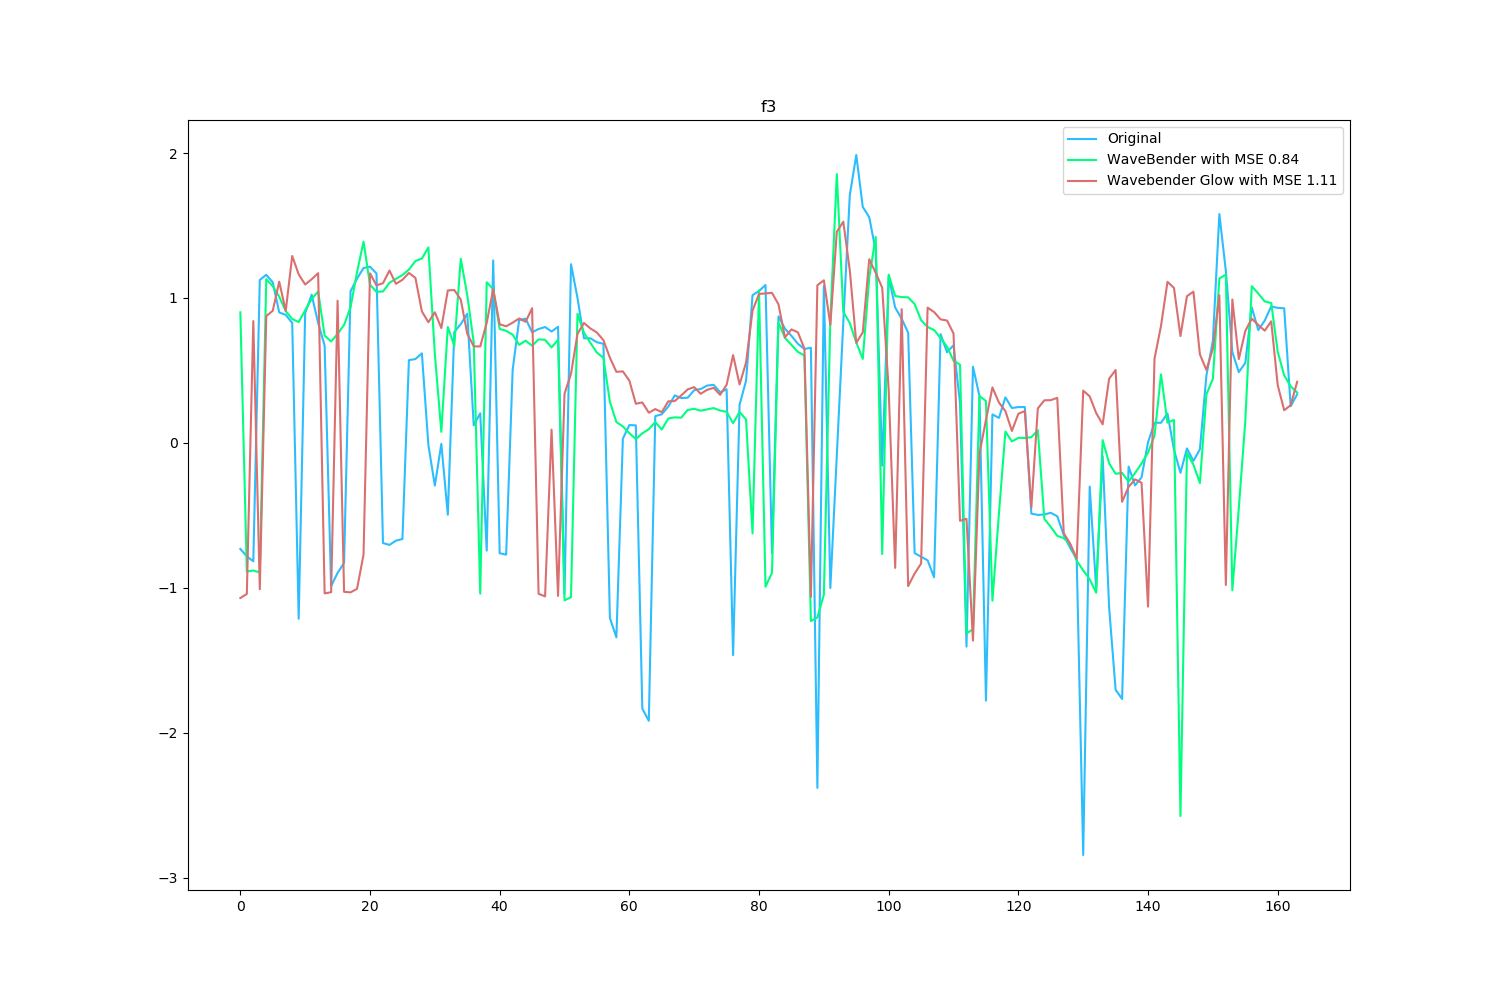 f3
Original
WaveBender with MSE 0.84
Wavebender Glow with MSE 1.11
2
1
0
−1
−2
−3
0 20 40 60 80 100 120 140 160